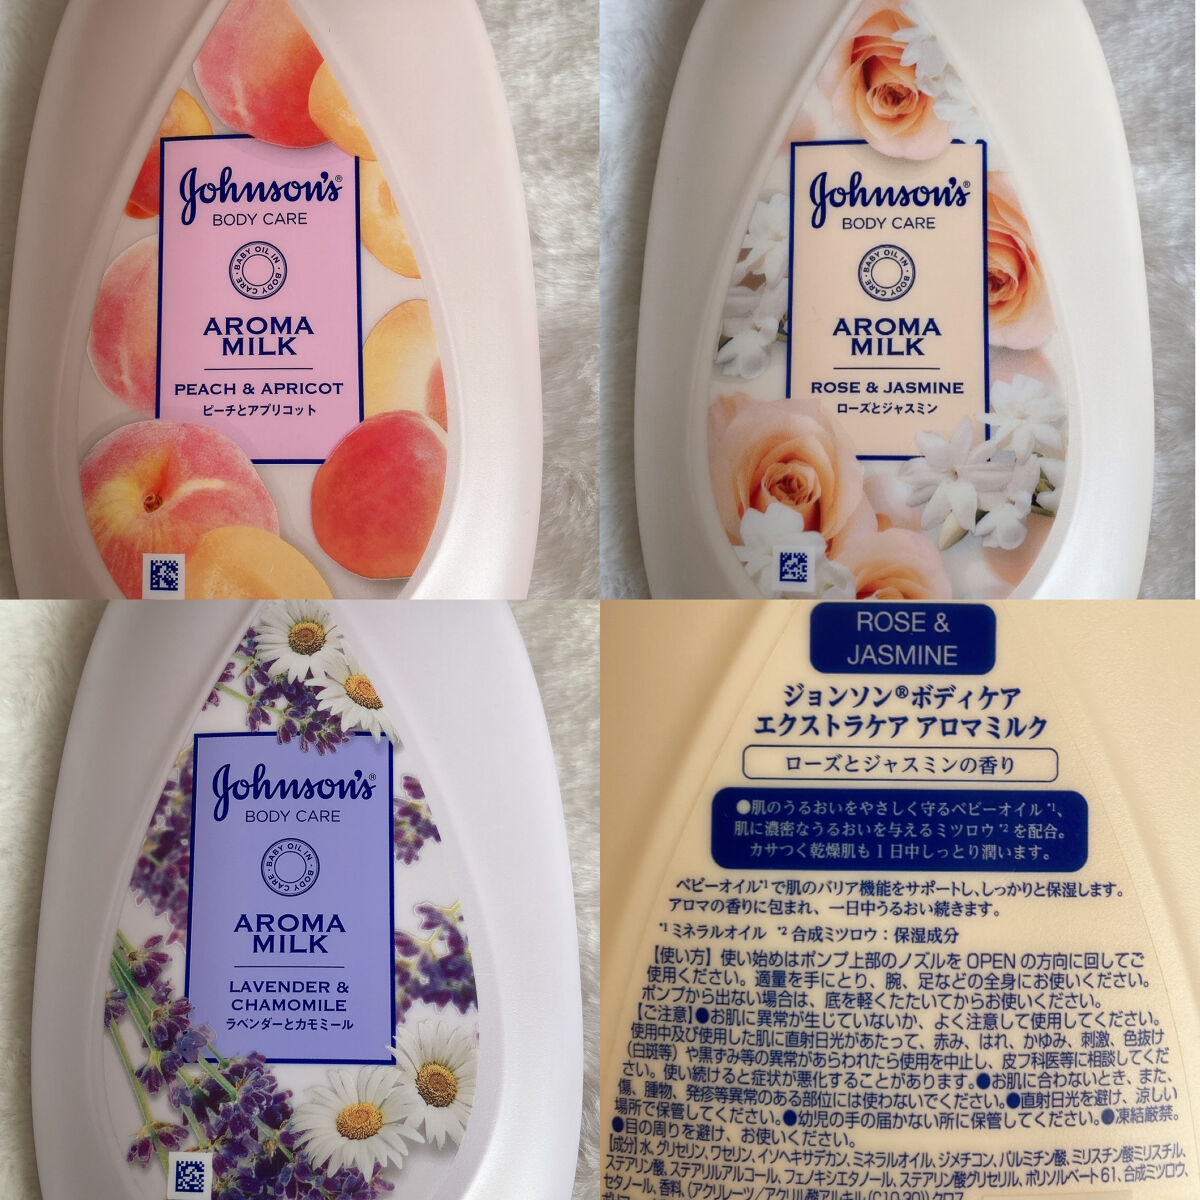 Johnson's®
BODY CARE
BABY OIL IN
BODY CARE
AROMA
MILK
PEACH & APRICOT
ピーチとアプリコット
Johnson's®
BODY CARE
BABY OIL IN
BODY CARE
AROMA
MILK
ROSE & JASMINE
ローズとジャスミン
Johnson's®
BODY CARE
BABY OIL IN
BODY CARE
AROMA
MILK
LAVENDER &
CHAMOMILE
ラベンダーとカモミール
ROSE &
JASMINE
ジョンソン®ボディケア
エクストラケア アロマミルク
ローズとジャスミンの香り
●肌のうるおいをやさしく守るベビーオイル*1、
肌に濃密なうるおいを与えるミツロウ*2を配合。
カサつく乾燥肌も1日中しっとり潤います。
ベビーオイル*1で肌のバリア機能をサポートし、しっかりと保湿します。
アロマの香りに包まれ、一日中うるおい続きます。
*1 ミネラルオイル *2 合成ミツロウ：保湿成分
【使い方】使い始めはポンプ上部のノズルをOPENの方向に回してご
使用ください。適量を手にとり、腕、足などの全身にお使いください。
ポンプから出ない場合は、底を軽くたたいてからお使いください。
【ご注意】●お肌に異常が生じていないか、よく注意して使用してください。
使用中及び使用した肌に直射日光があたって、赤み、はれ、かゆみ、刺激、色抜け
（白斑等）や黒ずみ等の異常があらわれたら使用を中止し、皮フ科医等に相談してくだ
さい。使い続けると症状が悪化することがあります。●お肌に合わないとき、また、
傷、腫物、発疹等異常のある部位には使わないでください。●直射日光を避け、涼しい
場所で保管してください。●幼児の手の届かない所に保管してください。●凍結厳禁。
●目の周りを避け、お使いください。
【成分】水、グリセリン、ワセリン、イソヘキサデカン、ミネラルオイル、ジメチコン、パルミチン酸、ミリスチン酸ミリスチル、
ステアリン酸、ステアリルアルコール、フェノキシエタノール、ステアリン酸グリセリル、ポリソルベート61、合成ミツロウ、
セタノール、香料、（アクリレーツ／アクリル酸アルキル（C10-30））クロス